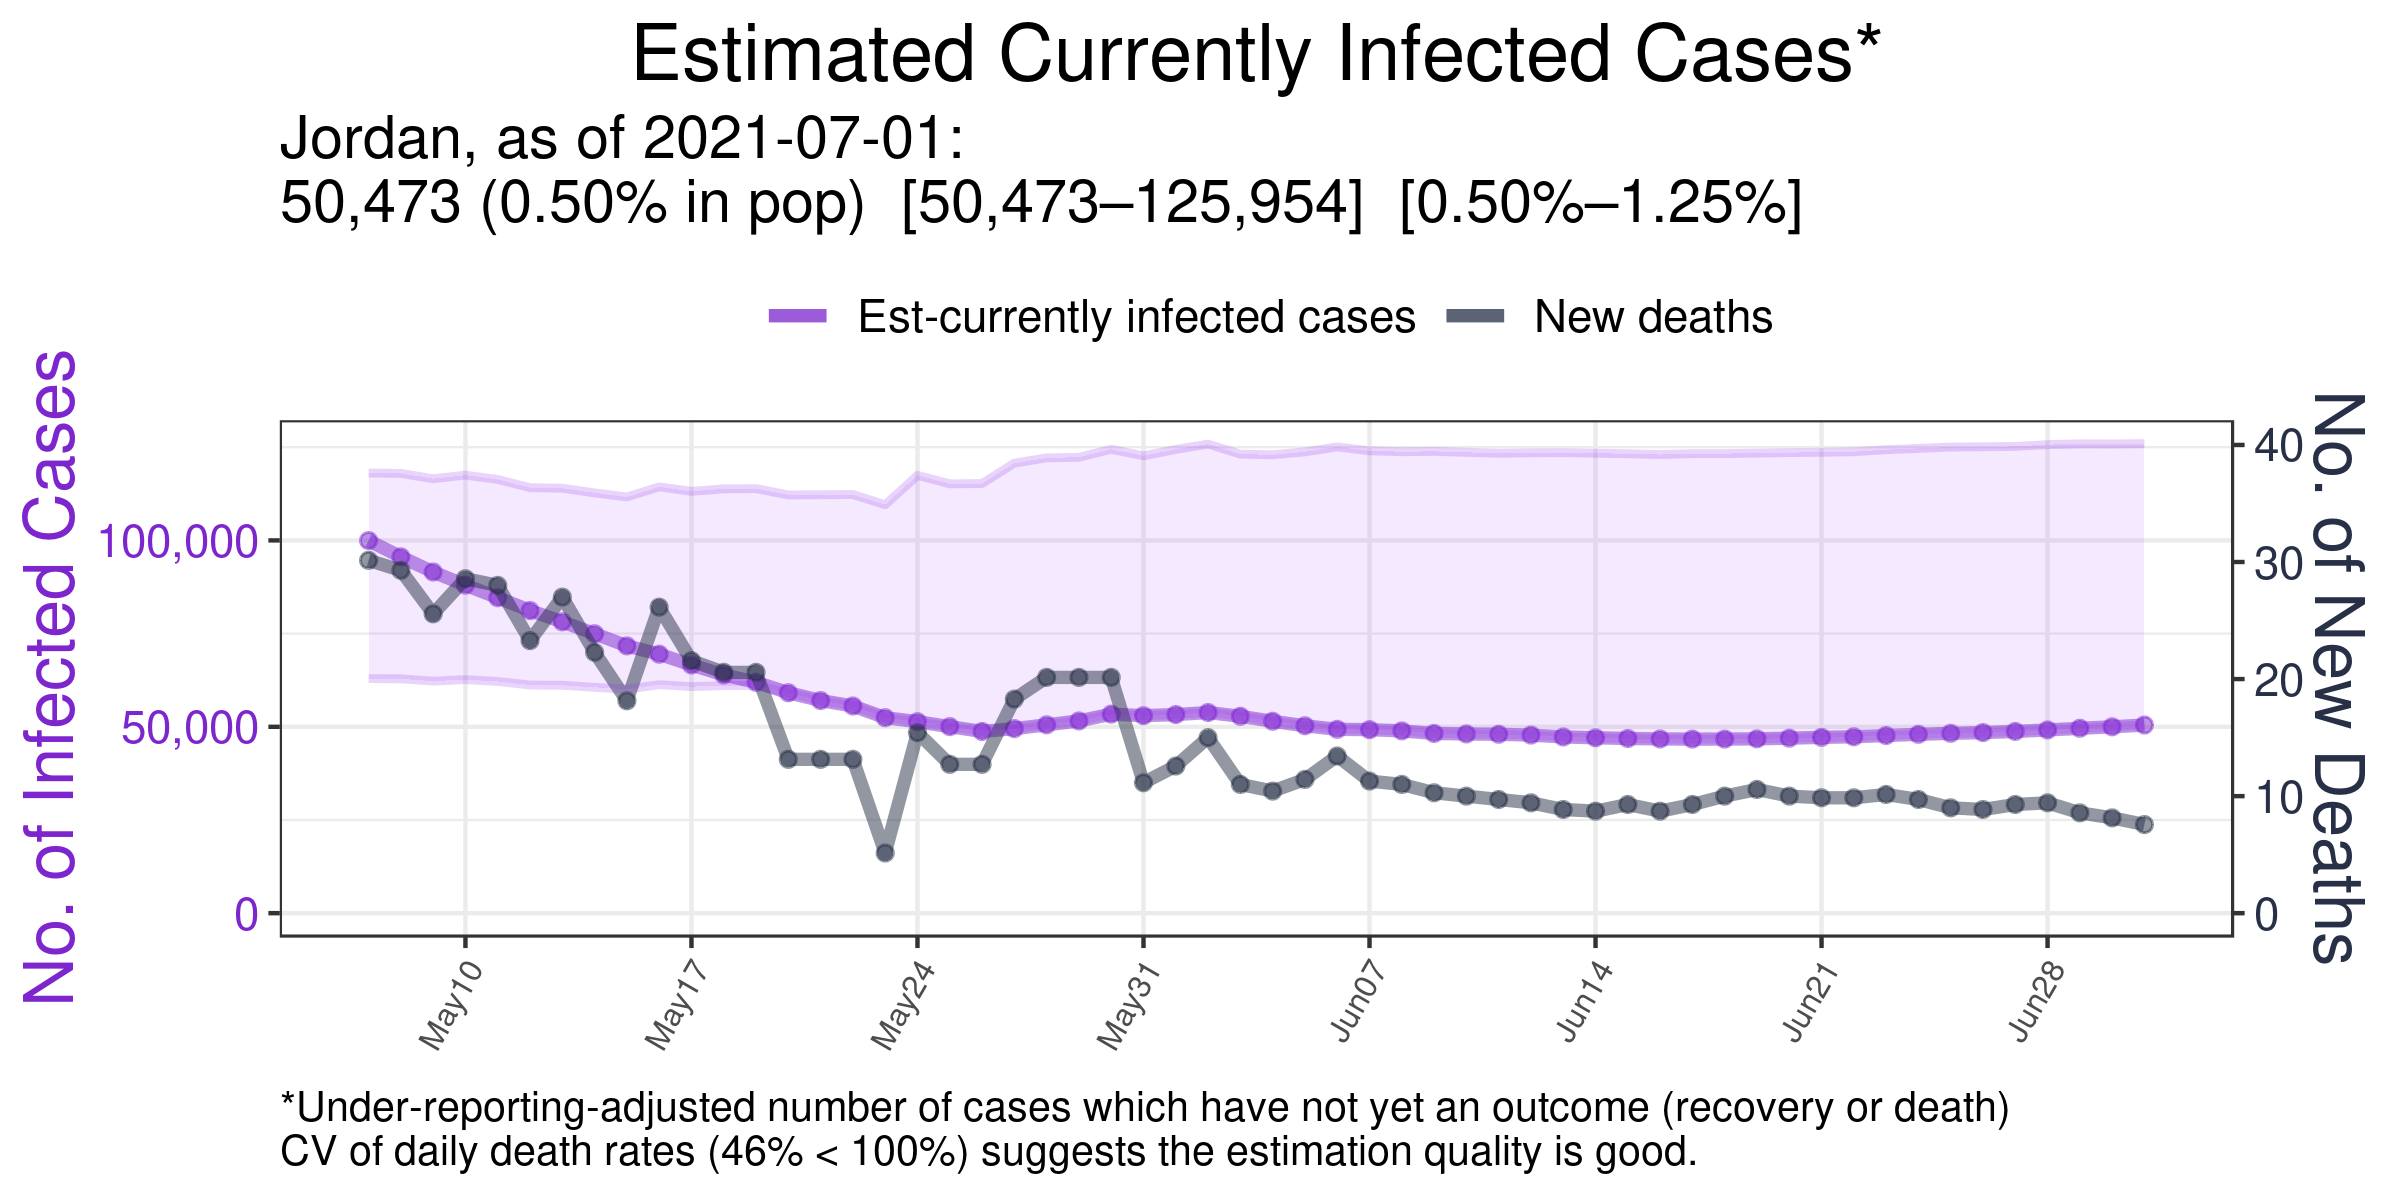 Estimated Currently Infected Cases*
Jordan, as of 2021-07-01:
50,473 (0.50% in pop)  [50,473–125,954]  [0.50%–1.25%]
Est-currently infected cases
New deaths
No. of Infected Cases
100,000
50,000
0
40
30
20
10
0
No. of New Deaths
May10
May17
May24
May31
Jun07
Jun14
Jun21
Jun28
*Under-reporting-adjusted number of cases which have not yet an outcome (recovery or death)
CV of daily death rates (46% < 100%) suggests the estimation quality is good.